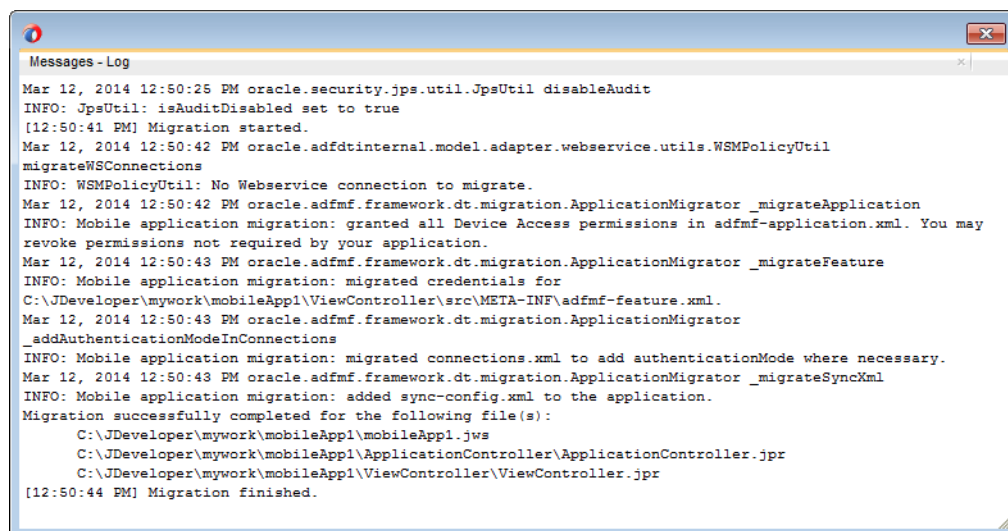 Messages - Log
Mar 12, 2014 12:50:25 PM oracle.security.jps.util.JpsUtil disableAudit
INFO: JpsUtil: isAuditDisabled set to true
[12:50:41 PM] Migration started.
Mar 12, 2014 12:50:42 PM oracle.adfdtinternal.model.adapter.webservice.utils.WSMPolicyUtil
migrateWSConnections
INFO: WSMPolicyUtil: No Webservice connection to migrate.
Mar 12, 2014 12:50:42 PM oracle.adfmf.framework.dt.migration.ApplicationMigrator _migrateApplication
INFO: Mobile application migration: granted all Device Access permissions in adfmf-application.xml. You may
revoke permissions not required by your application.
Mar 12, 2014 12:50:43 PM oracle.adfmf.framework.dt.migration.ApplicationMigrator _migrateFeature
INFO: Mobile application migration: migrated credentials for
C:\JDeveloper\mywork\mobileApp1\ViewController\src\META-INF\adfmf-feature.xml.
Mar 12, 2014 12:50:43 PM oracle.adfmf.framework.dt.migration.ApplicationMigrator
_addAuthenticationModeInConnections
INFO: Mobile application migration: migrated connections.xml to add authenticationMode where necessary.
Mar 12, 2014 12:50:43 PM oracle.adfmf.framework.dt.migration.ApplicationMigrator _migrateSyncXml
INFO: Mobile application migration: added sync-config.xml to the application.
Migration successfully completed for the following file(s):
C:\JDeveloper\mywork\mobileApp1\mobileApp1.jws
C:\JDeveloper\mywork\mobileApp1\ApplicationController\ApplicationController.jpr
C:\JDeveloper\mywork\mobileApp1\ViewController\ViewController.jpr
[12:50:44 PM] Migration finished.